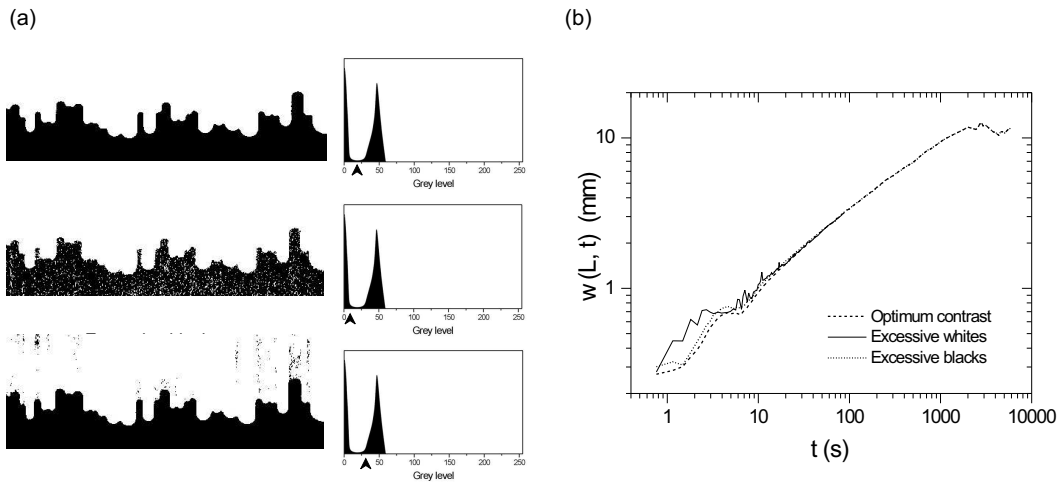 (a)
0 50 100 150 200 250
Grey level
0 50 100 150 200 250
Grey level
0 50 100 150 200 250
Grey level
(b)
10
1
w (L, t) (mm)
Optimum contrast
Excessive whites
Excessive blacks
1 10 100 1000 10000
t (s)